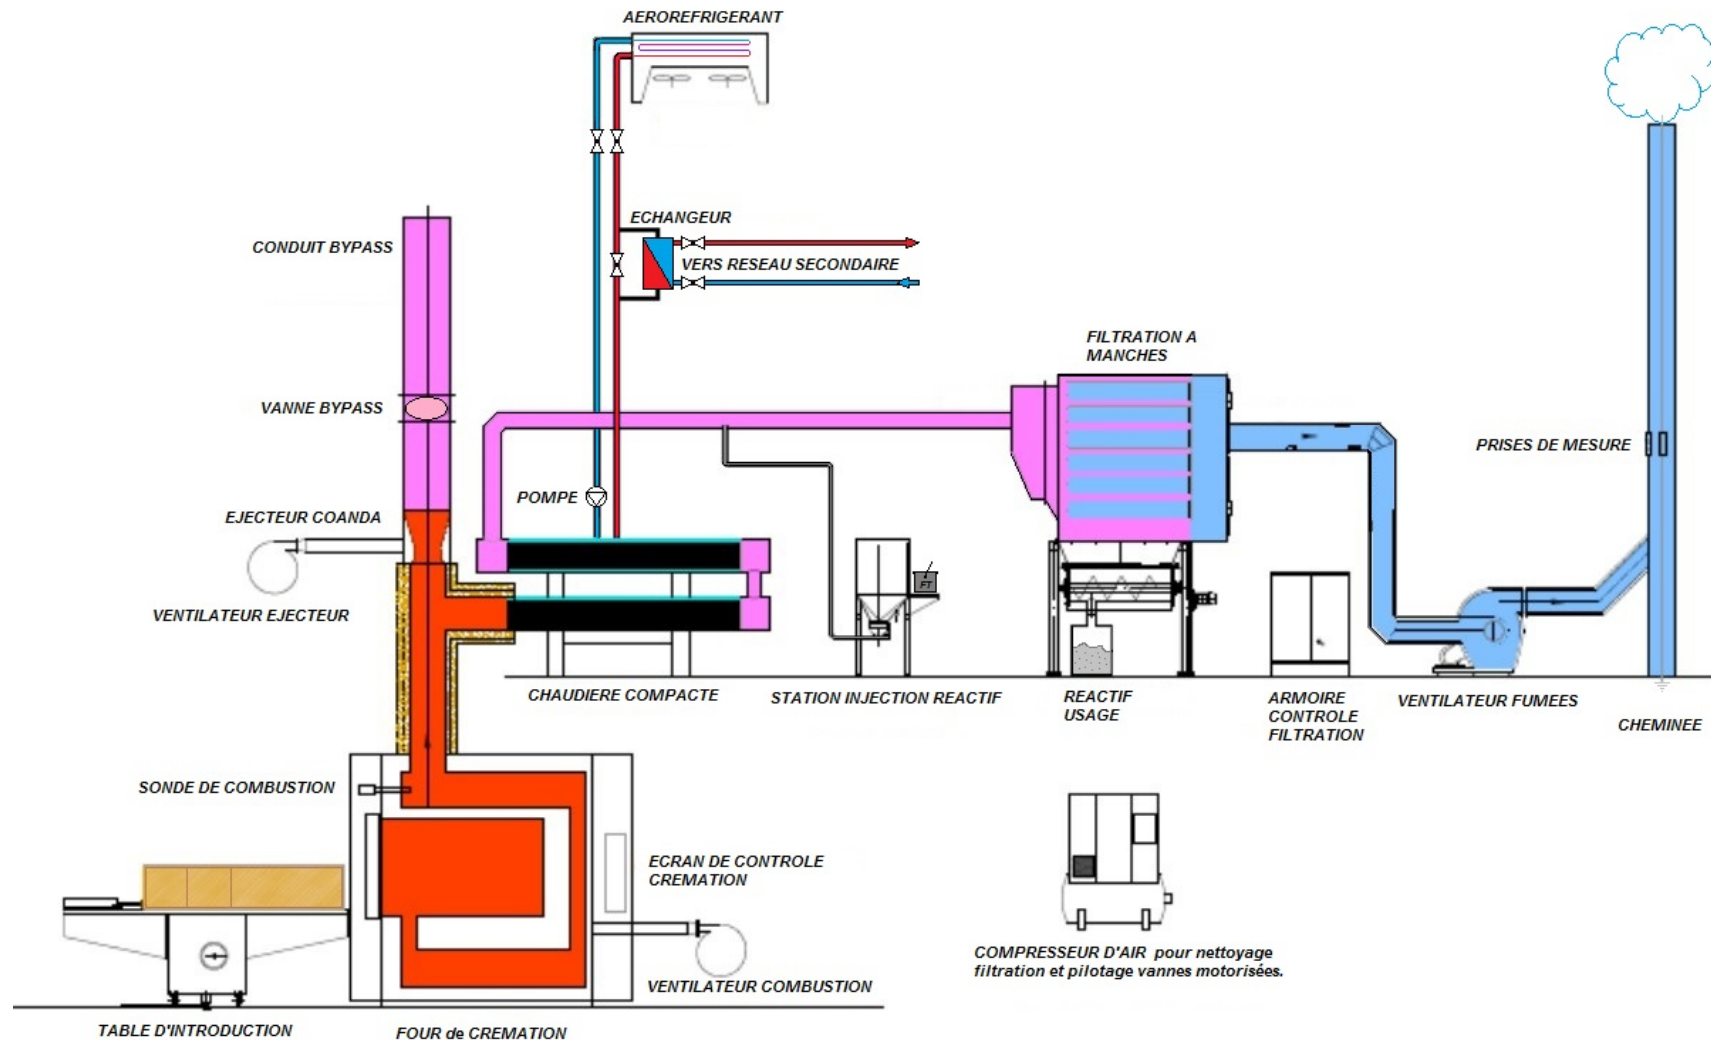 AEROREFRIGERANT
CONDUIT BYPASS
ECHANGEUR
VERS RESEAU SECONDAIRE
FILTRATION A
MANCHES
VANNE BYPASS
PRISES DE MESURE
POMPE
EJECTEUR COANDA
FT
VENTILATEUR EJECTEUR
CHAUDIERE COMPACTE
STATION INJECTION REACTIF
REACTIF
USAGE
ARMOIRE
CONTROLE
FILTRATION
VENTILATEUR FUMEES
CHEMINEE
SONDE DE COMBUSTION
ECRAN DE CONTROLE
CREMATION
COMPRESSEUR D'AIR pour nettoyage
filtration et pilotage vannes motorisées.
VENTILATEUR COMBUSTION
TABLE D'INTRODUCTION
FOUR de CREMATION